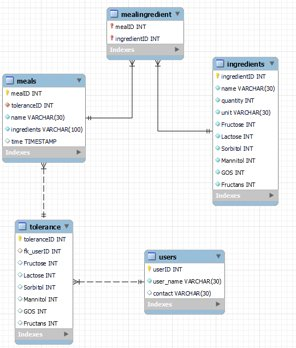 mealingredient
mealID INT
ingredientID INT
Indexes
meals
mealID INT
toleranceID INT
name VARCHAR(30)
ingredients VARCHAR(100)
time TIMESTAMP
Indexes
ingredients
ingredientID INT
name VARCHAR(30)
quantity INT
unit VARCHAR(30)
Fructose INT
Lactose INT
Sorbitol INT
Mannitol INT
GOS INT
Fructans INT
Indexes
tolerance
toleranceID INT
fk_userID INT
Fructose INT
Lactose INT
Sorbitol INT
Mannitol INT
GOS INT
Fructans INT
Indexes
users
userID INT
user_name VARCHAR(30)
contact VARCHAR(30)
Indexes